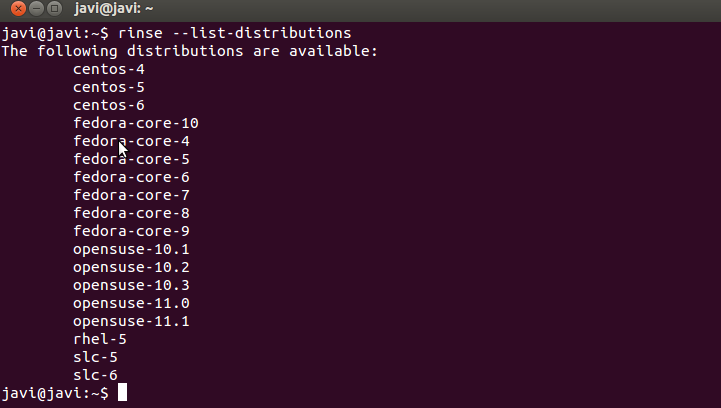 javi@javi: ~
javi@javi:~$ rinse --list-distributions
The following distributions are available:
centos-4
centos-5
centos-6
fedora-core-10
fedora-core-4
fedora-core-5
fedora-core-6
fedora-core-7
fedora-core-8
fedora-core-9
opensuse-10.1
opensuse-10.2
opensuse-10.3
opensuse-11.0
opensuse-11.1
rhel-5
slc-5
slc-6
javi@javi:~$